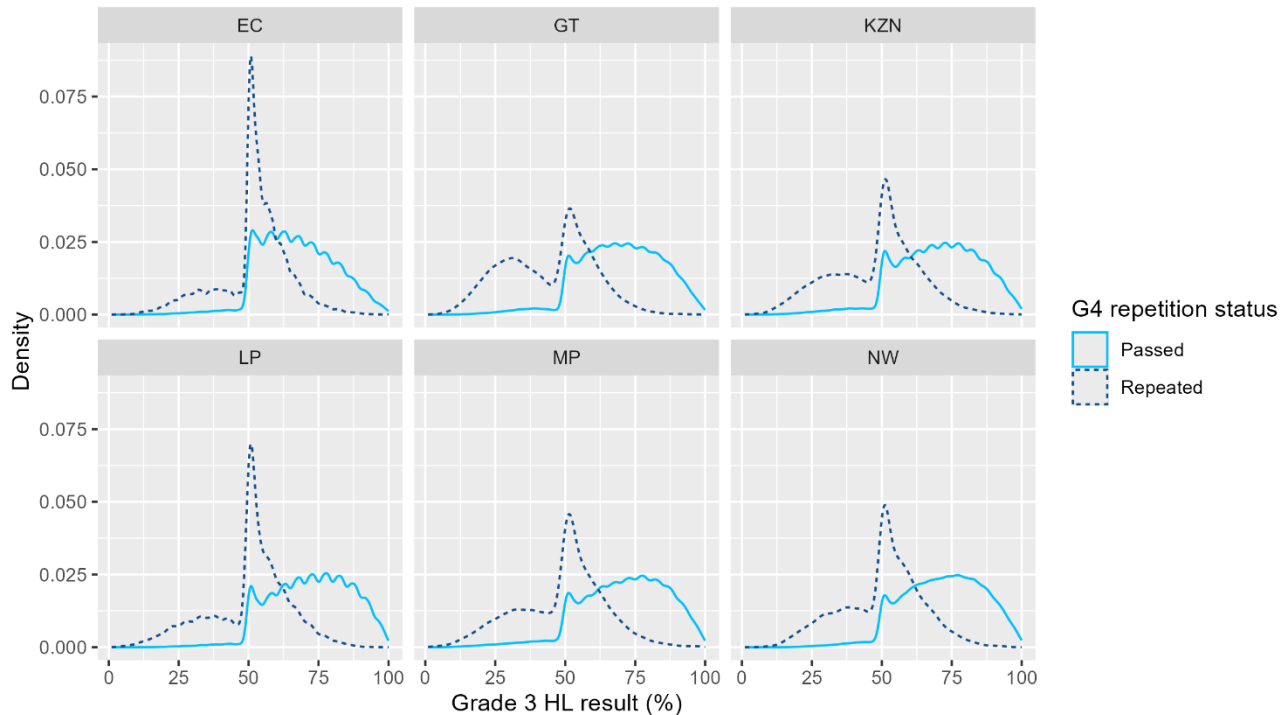 EC GT KZN
0.075
0.050
0.025
0.000
LP MP NW
0.075
0.050
0.025
0.000
0 25 50 75 100 0 25 50 75 100 0 25 50 75 100
Density
Grade 3 HL result (%)
G4 repetition status
Passed
Repeated